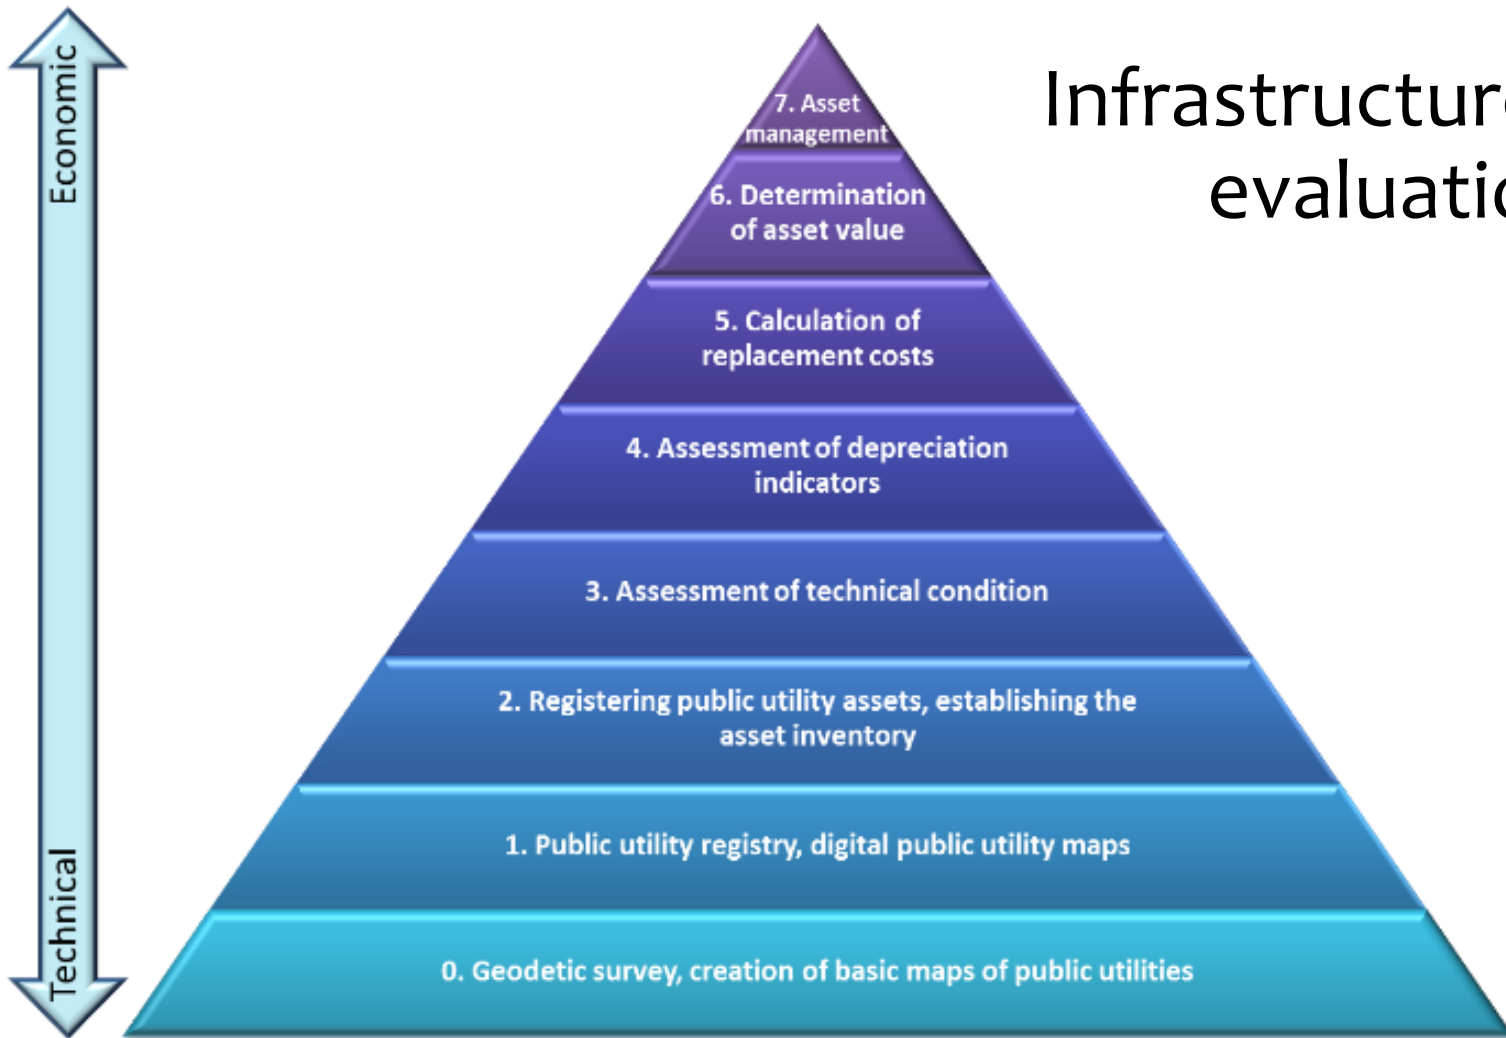 Economic
Technical
Infrastructure
evaluatio
7. Asset
management
6. Determination
of asset value
5. Calculation of
replacement costs
4. Assessment of depreciation
indicators
3. Assessment of technical condition
2. Registering public utility assets, establishing the
asset inventory
1. Public utility registry, digital public utility maps
0. Geodetic survey, creation of basic maps of public utilities